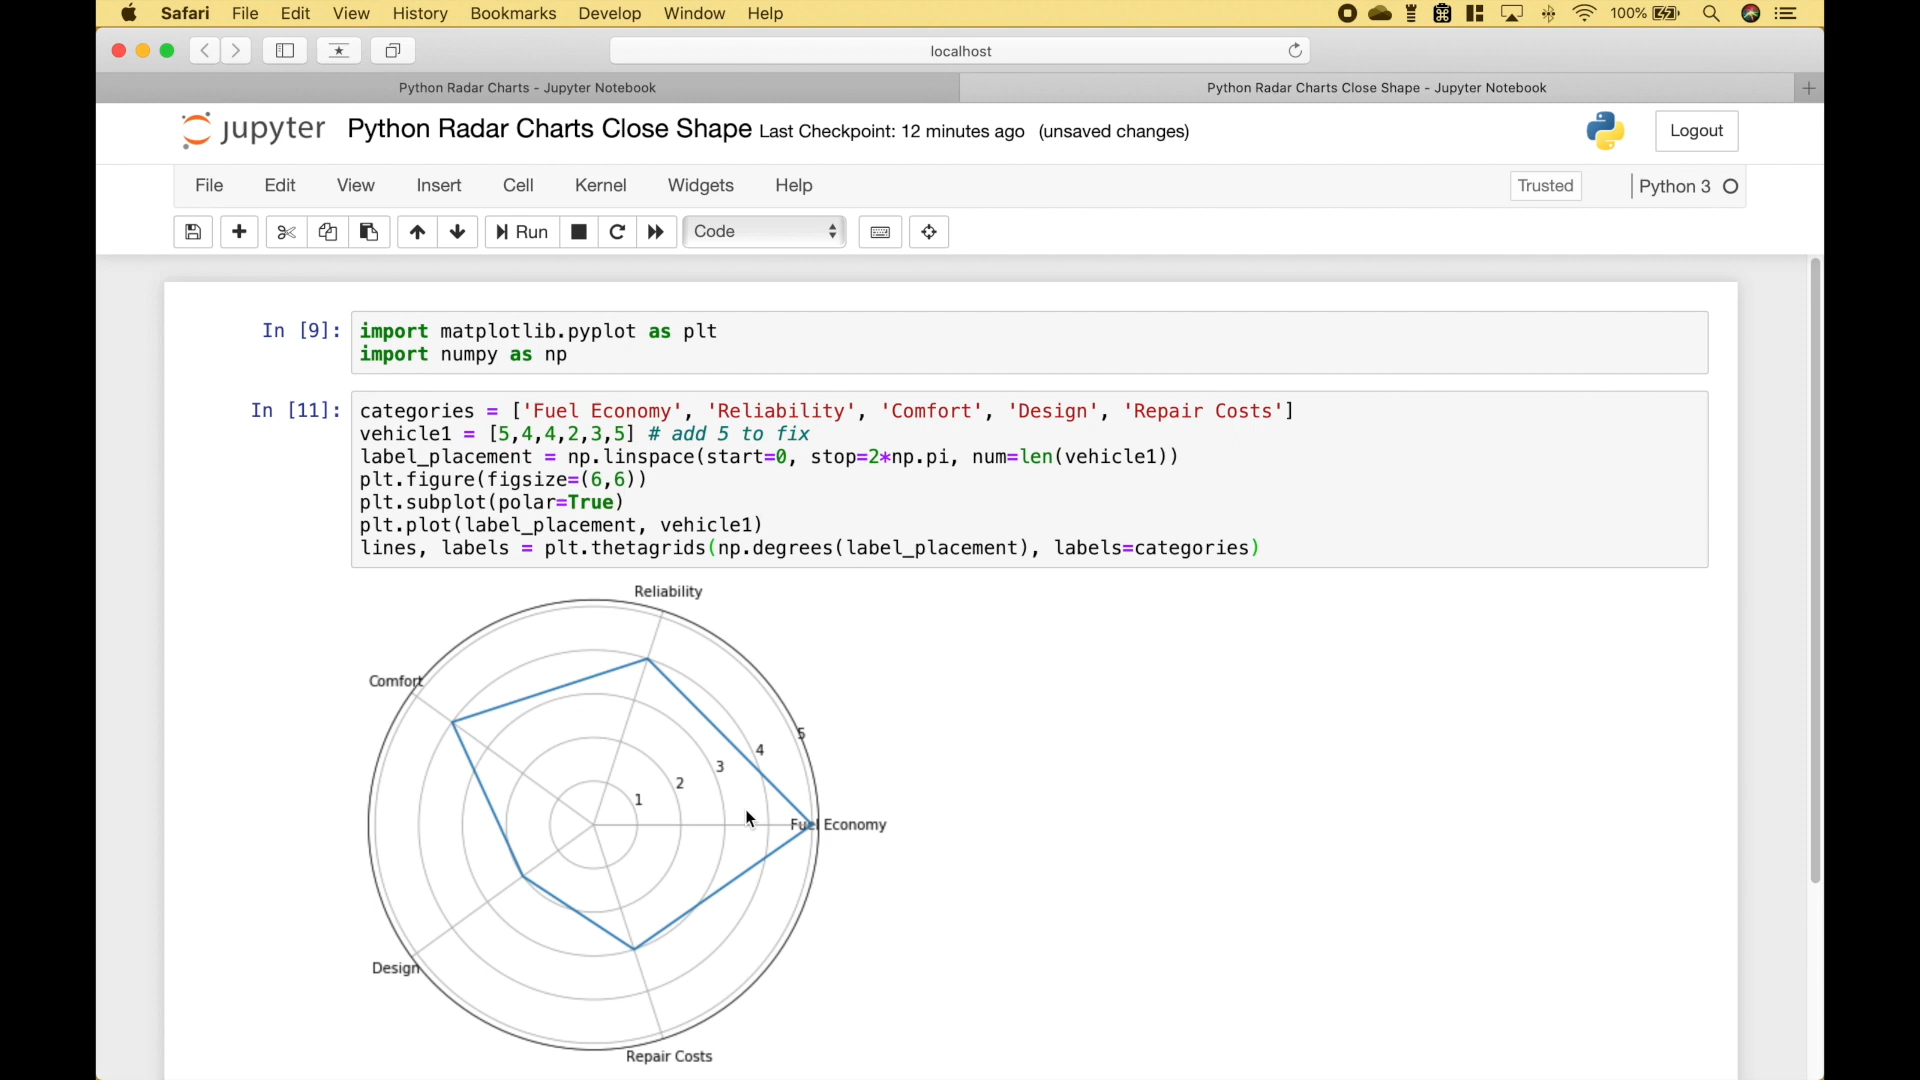 Safari File Edit View History Bookmarks Develop Window Help 100%
localhost
Python Radar Charts - Jupyter Notebook Python Radar Charts Close Shape - Jupyter Notebook
jupyter Python Radar Charts Close Shape Last Checkpoint: 12 minutes ago (unsaved changes) Logout
File Edit View Insert Cell Kernel Widgets Help Trusted Python 3
Run Code
In [9]: import matplotlib.pyplot as plt
import numpy as np
In [11]: categories = ['Fuel Economy', 'Reliability', 'Comfort', 'Design', 'Repair Costs']
vehicle1 = [5,4,4,2,3,5] # add 5 to fix
label_placement = np.linspace(start=0, stop=2*np.pi, num=len(vehicle1))
plt.figure(figsize=(6,6))
plt.subplot(polar=True)
plt.plot(label_placement, vehicle1)
lines, labels = plt.thetagrids(np.degrees(label_placement), labels=categories)
Reliability
Comfort
5
4
3
2
1
Fuel Economy
Design
Repair Costs